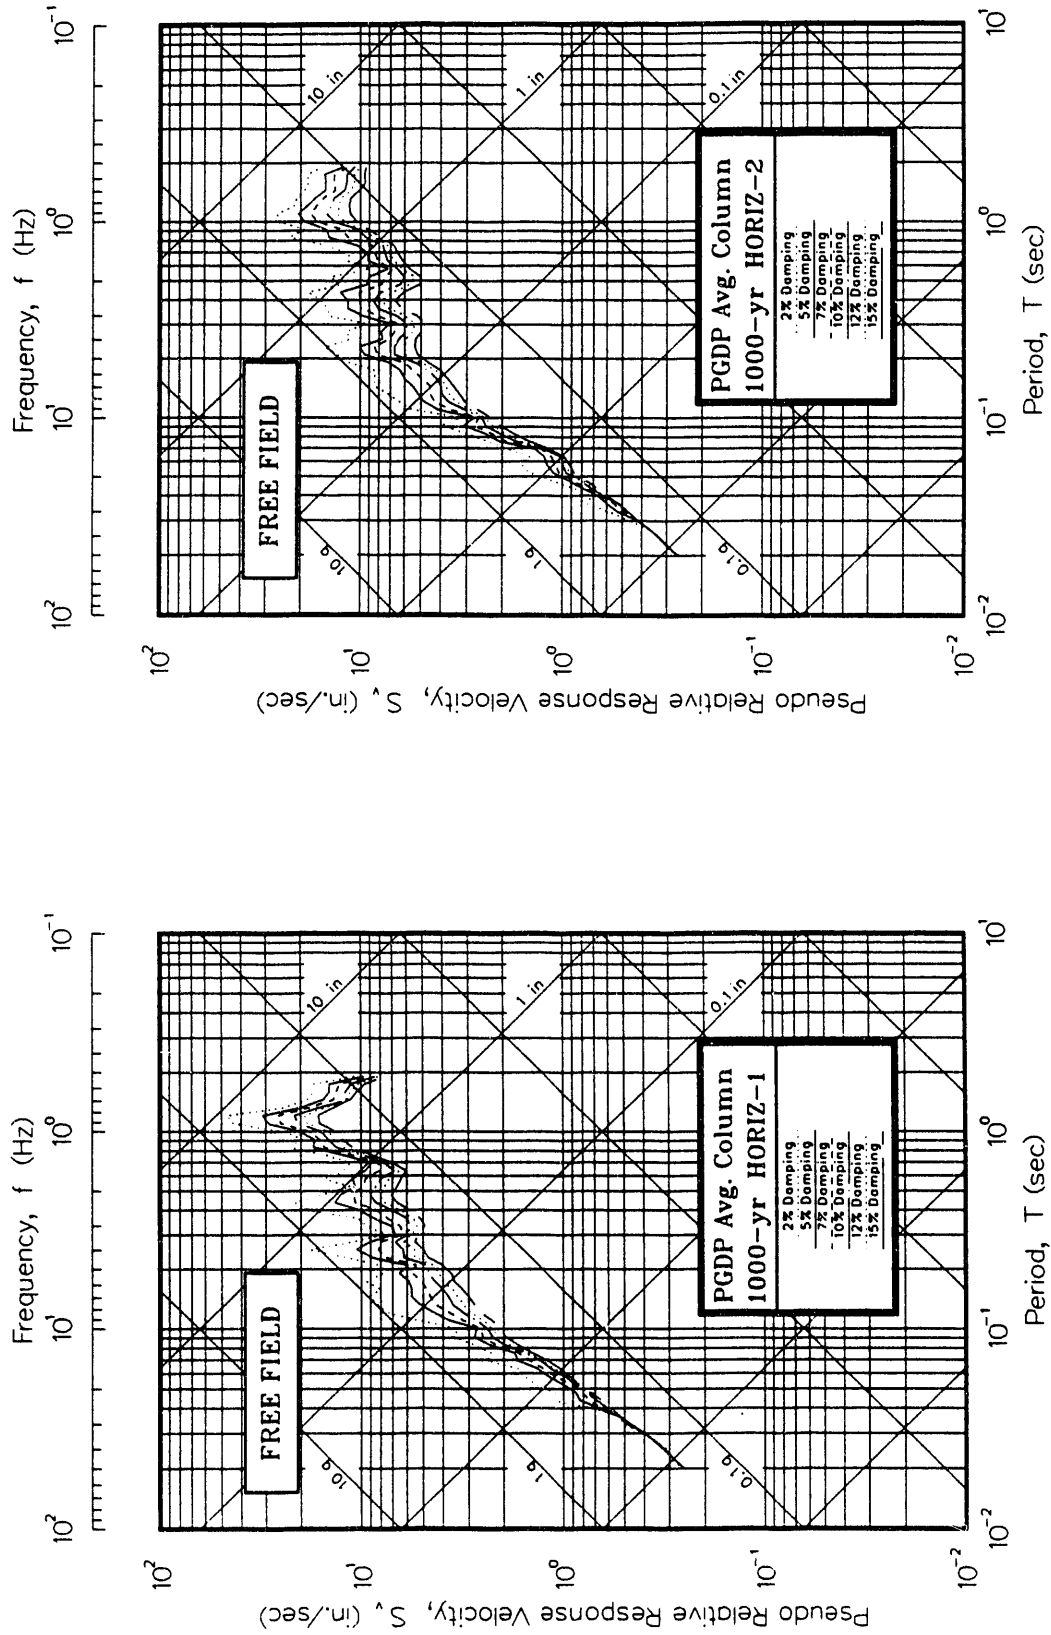 Frequency, f (Hz)
10² 10¹ 10⁰ 10⁻¹
FREE FIELD
10g
1g
0.1g
10 in
1 in
0.1 in
PGDP Avg. Column
1000-yr HORIZ-1
2% Damping
5% Damping
7% Damping
10% Damping
12% Damping
15% Damping
Pseudo Relative Response Velocity, Sᵥ (in./sec)
10²
10¹
10⁰
10⁻¹
10⁻²
10⁻² 10⁻¹ 10⁰ 10¹
Period, T (sec)
Frequency, f (Hz)
10² 10¹ 10⁰ 10⁻¹
FREE FIELD
10g
1g
0.1g
10 in
1 in
0.1 in
PGDP Avg. Column
1000-yr HORIZ-2
2% Damping
5% Damping
7% Damping
10% Damping
12% Damping
15% Damping
Pseudo Relative Response Velocity, Sᵥ (in./sec)
10²
10¹
10⁰
10⁻¹
10⁻²
10⁻² 10⁻¹ 10⁰ 10¹
Period, T (sec)